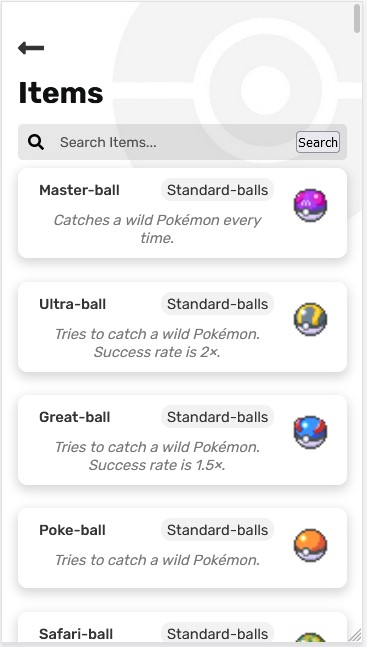 Items
Search Items...
Search
Master-ball
Standard-balls
Catches a wild Pokémon every
time.
Ultra-ball
Standard-balls
Tries to catch a wild Pokémon.
Success rate is 2×.
Great-ball
Standard-balls
Tries to catch a wild Pokémon.
Success rate is 1.5×.
Poke-ball
Standard-balls
Tries to catch a wild Pokémon.
Safari-ball
Standard-balls